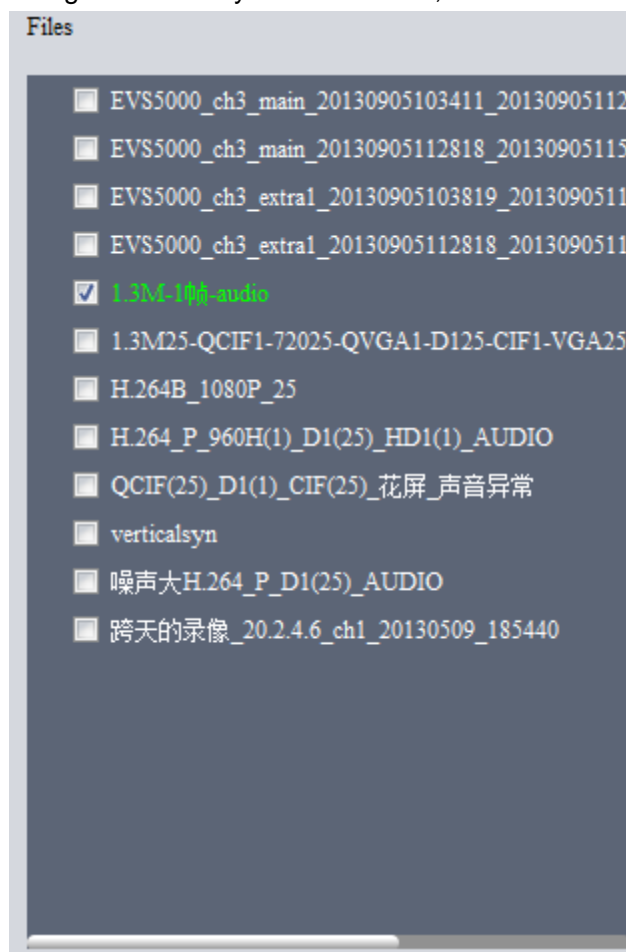 Files
EVS5000_ch3_main_20130905103411_20130905112
EVS5000_ch3_main_20130905112818_20130905115
EVS5000_ch3_extra1_20130905103819_2013090511
EVS5000_ch3_extra1_20130905112818_2013090511
1.3M-1帧-audio
1.3M25-QCIF1-72025-QVGA1-D125-CIF1-VGA25
H.264B_1080P_25
H.264_P_960H(1)_D1(25)_HD1(1)_AUDIO
QCIF(25)_D1(1)_CIF(25)_花屏_声音异常
verticalsyn
噪声大H.264_P_D1(25)_AUDIO
跨天的录像_20.2.4.6_ch1_20130509_185440